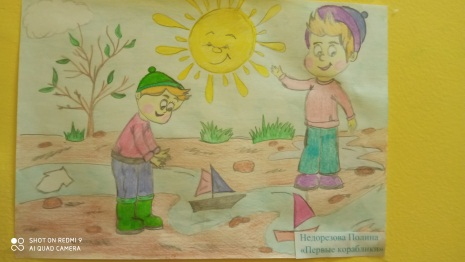 Недорезова Полина
«Первые кораблики»
SHOT ON REDMI 9
AI QUAD CAMERA